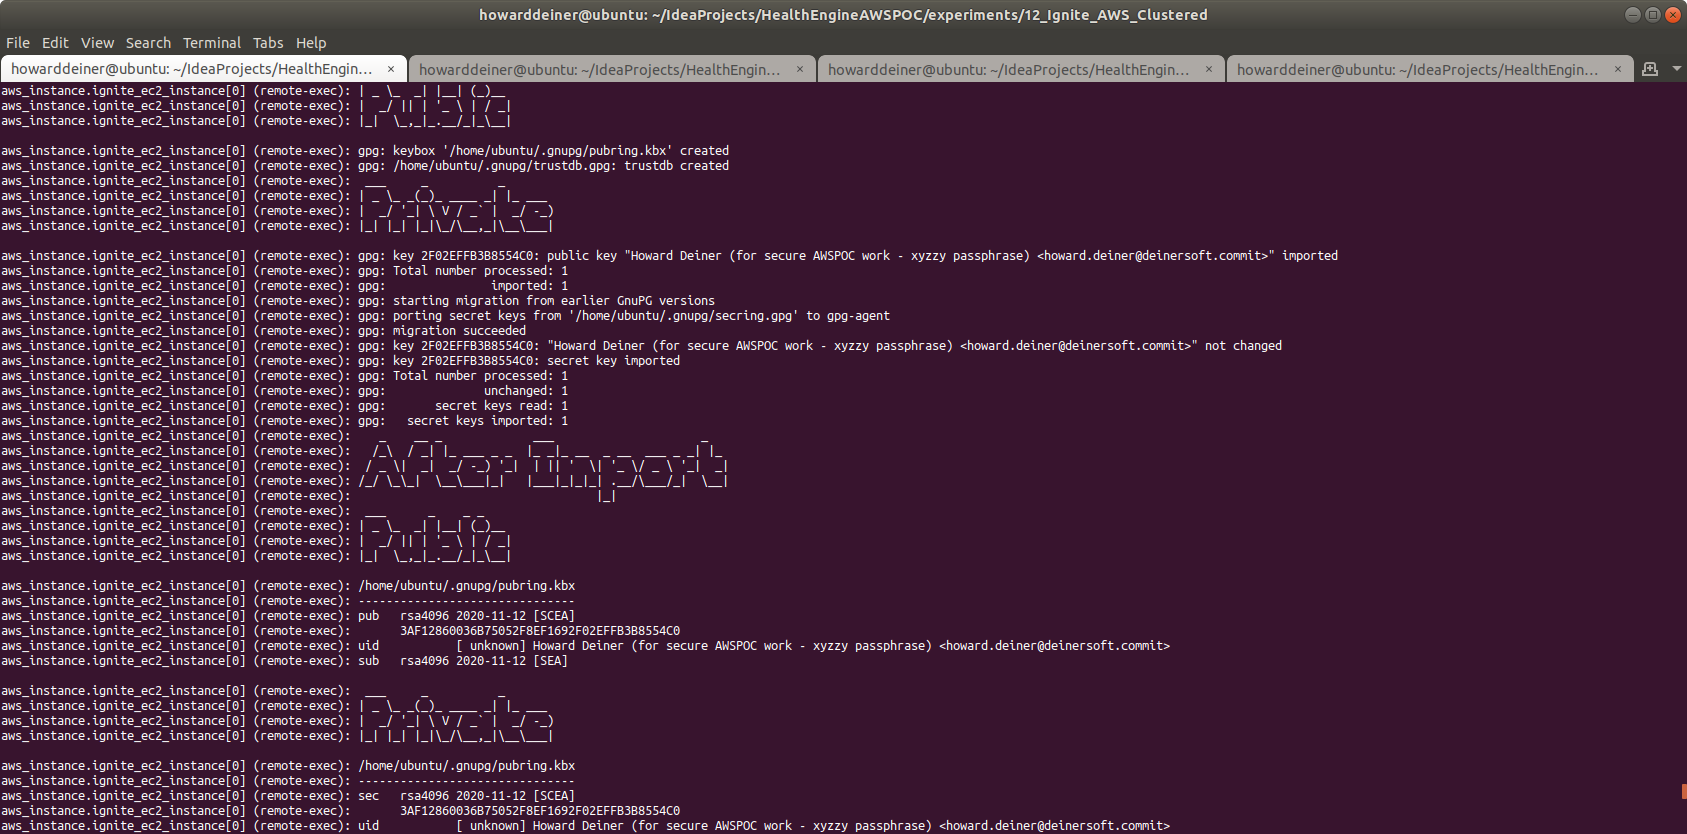 howarddeiner@ubuntu: ~/IdeaProjects/HealthEngineAWSPOC/experiments/12_Ignite_AWS_Clustered
File Edit View Search Terminal Tabs Help
howarddeiner@ubuntu: ~/IdeaProjects/HealthEngin... × howarddeiner@ubuntu: ~/IdeaProjects/HealthEngin... × howarddeiner@ubuntu: ~/IdeaProjects/HealthEngin... × howarddeiner@ubuntu: ~/IdeaProjects/HealthEngin... ×
aws_instance.ignite_ec2_instance[0] (remote-exec): | _ \_  _| |__| (_)__
aws_instance.ignite_ec2_instance[0] (remote-exec): |  _/ || | '_ \ | / _|
aws_instance.ignite_ec2_instance[0] (remote-exec): |_|  \_,_|_.__/_|_\__|

aws_instance.ignite_ec2_instance[0] (remote-exec): gpg: keybox '/home/ubuntu/.gnupg/pubring.kbx' created
aws_instance.ignite_ec2_instance[0] (remote-exec): gpg: /home/ubuntu/.gnupg/trustdb.gpg: trustdb created
aws_instance.ignite_ec2_instance[0] (remote-exec):  ___     _          _
aws_instance.ignite_ec2_instance[0] (remote-exec): | _ \_ _(_)_ ____ _| |_ ___
aws_instance.ignite_ec2_instance[0] (remote-exec): |  _/ '_| \ V / _` |  _/ -_)
aws_instance.ignite_ec2_instance[0] (remote-exec): |_| |_| |_|\_/\__,_|\__\___|

aws_instance.ignite_ec2_instance[0] (remote-exec): gpg: key 2F02EFFB3B8554C0: public key "Howard Deiner (for secure AWSPOC work - xyzzy passphrase) <howard.deiner@deinersoft.commit>" imported
aws_instance.ignite_ec2_instance[0] (remote-exec): gpg: Total number processed: 1
aws_instance.ignite_ec2_instance[0] (remote-exec): gpg:               imported: 1
aws_instance.ignite_ec2_instance[0] (remote-exec): gpg: starting migration from earlier GnuPG versions
aws_instance.ignite_ec2_instance[0] (remote-exec): gpg: porting secret keys from '/home/ubuntu/.gnupg/secring.gpg' to gpg-agent
aws_instance.ignite_ec2_instance[0] (remote-exec): gpg: migration succeeded
aws_instance.ignite_ec2_instance[0] (remote-exec): gpg: key 2F02EFFB3B8554C0: "Howard Deiner (for secure AWSPOC work - xyzzy passphrase) <howard.deiner@deinersoft.commit>" not changed
aws_instance.ignite_ec2_instance[0] (remote-exec): gpg: key 2F02EFFB3B8554C0: secret key imported
aws_instance.ignite_ec2_instance[0] (remote-exec): gpg: Total number processed: 1
aws_instance.ignite_ec2_instance[0] (remote-exec): gpg:              unchanged: 1
aws_instance.ignite_ec2_instance[0] (remote-exec): gpg:       secret keys read: 1
aws_instance.ignite_ec2_instance[0] (remote-exec): gpg:   secret keys imported: 1
aws_instance.ignite_ec2_instance[0] (remote-exec):    _    __ _             ___                     _
aws_instance.ignite_ec2_instance[0] (remote-exec):   /_\  / _| |_ ___ _ _  |_ _|_ __  _ __  ___ _ _| |_
aws_instance.ignite_ec2_instance[0] (remote-exec):  / _ \|  _|  _/ -_) '_|  | || '  \| '_ \/ _ \ '_|  _|
aws_instance.ignite_ec2_instance[0] (remote-exec): /_/ \_\_|  \__\___|_|   |___|_|_|_| .__/\___/_|  \__|
aws_instance.ignite_ec2_instance[0] (remote-exec):                                   |_|
aws_instance.ignite_ec2_instance[0] (remote-exec):  ___      _    _ _
aws_instance.ignite_ec2_instance[0] (remote-exec): | _ \_  _| |__| (_)__
aws_instance.ignite_ec2_instance[0] (remote-exec): |  _/ || | '_ \ | / _|
aws_instance.ignite_ec2_instance[0] (remote-exec): |_|  \_,_|_.__/_|_\__|

aws_instance.ignite_ec2_instance[0] (remote-exec): /home/ubuntu/.gnupg/pubring.kbx
aws_instance.ignite_ec2_instance[0] (remote-exec): -------------------------------
aws_instance.ignite_ec2_instance[0] (remote-exec): pub   rsa4096 2020-11-12 [SCEA]
aws_instance.ignite_ec2_instance[0] (remote-exec):       3AF12860036B75052F8EF1692F02EFFB3B8554C0
aws_instance.ignite_ec2_instance[0] (remote-exec): uid           [ unknown] Howard Deiner (for secure AWSPOC work - xyzzy passphrase) <howard.deiner@deinersoft.commit>
aws_instance.ignite_ec2_instance[0] (remote-exec): sub   rsa4096 2020-11-12 [SEA]

aws_instance.ignite_ec2_instance[0] (remote-exec):  ___     _          _
aws_instance.ignite_ec2_instance[0] (remote-exec): | _ \_ _(_)_ ____ _| |_ ___
aws_instance.ignite_ec2_instance[0] (remote-exec): |  _/ '_| \ V / _` |  _/ -_)
aws_instance.ignite_ec2_instance[0] (remote-exec): |_| |_| |_|\_/\__,_|\__\___|

aws_instance.ignite_ec2_instance[0] (remote-exec): /home/ubuntu/.gnupg/pubring.kbx
aws_instance.ignite_ec2_instance[0] (remote-exec): -------------------------------
aws_instance.ignite_ec2_instance[0] (remote-exec): sec   rsa4096 2020-11-12 [SCEA]
aws_instance.ignite_ec2_instance[0] (remote-exec):       3AF12860036B75052F8EF1692F02EFFB3B8554C0
aws_instance.ignite_ec2_instance[0] (remote-exec): uid           [ unknown] Howard Deiner (for secure AWSPOC work - xyzzy passphrase) <howard.deiner@deinersoft.commit>